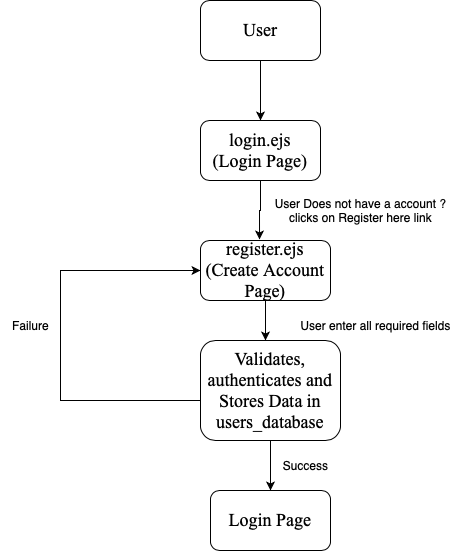 User
login.ejs
(Login Page)
User Does not have a account ?
clicks on Register here link
register.ejs
(Create Account
Page)
Failure
User enter all required fields
Validates,
authenticates and
Stores Data in
users_database
Success
Login Page